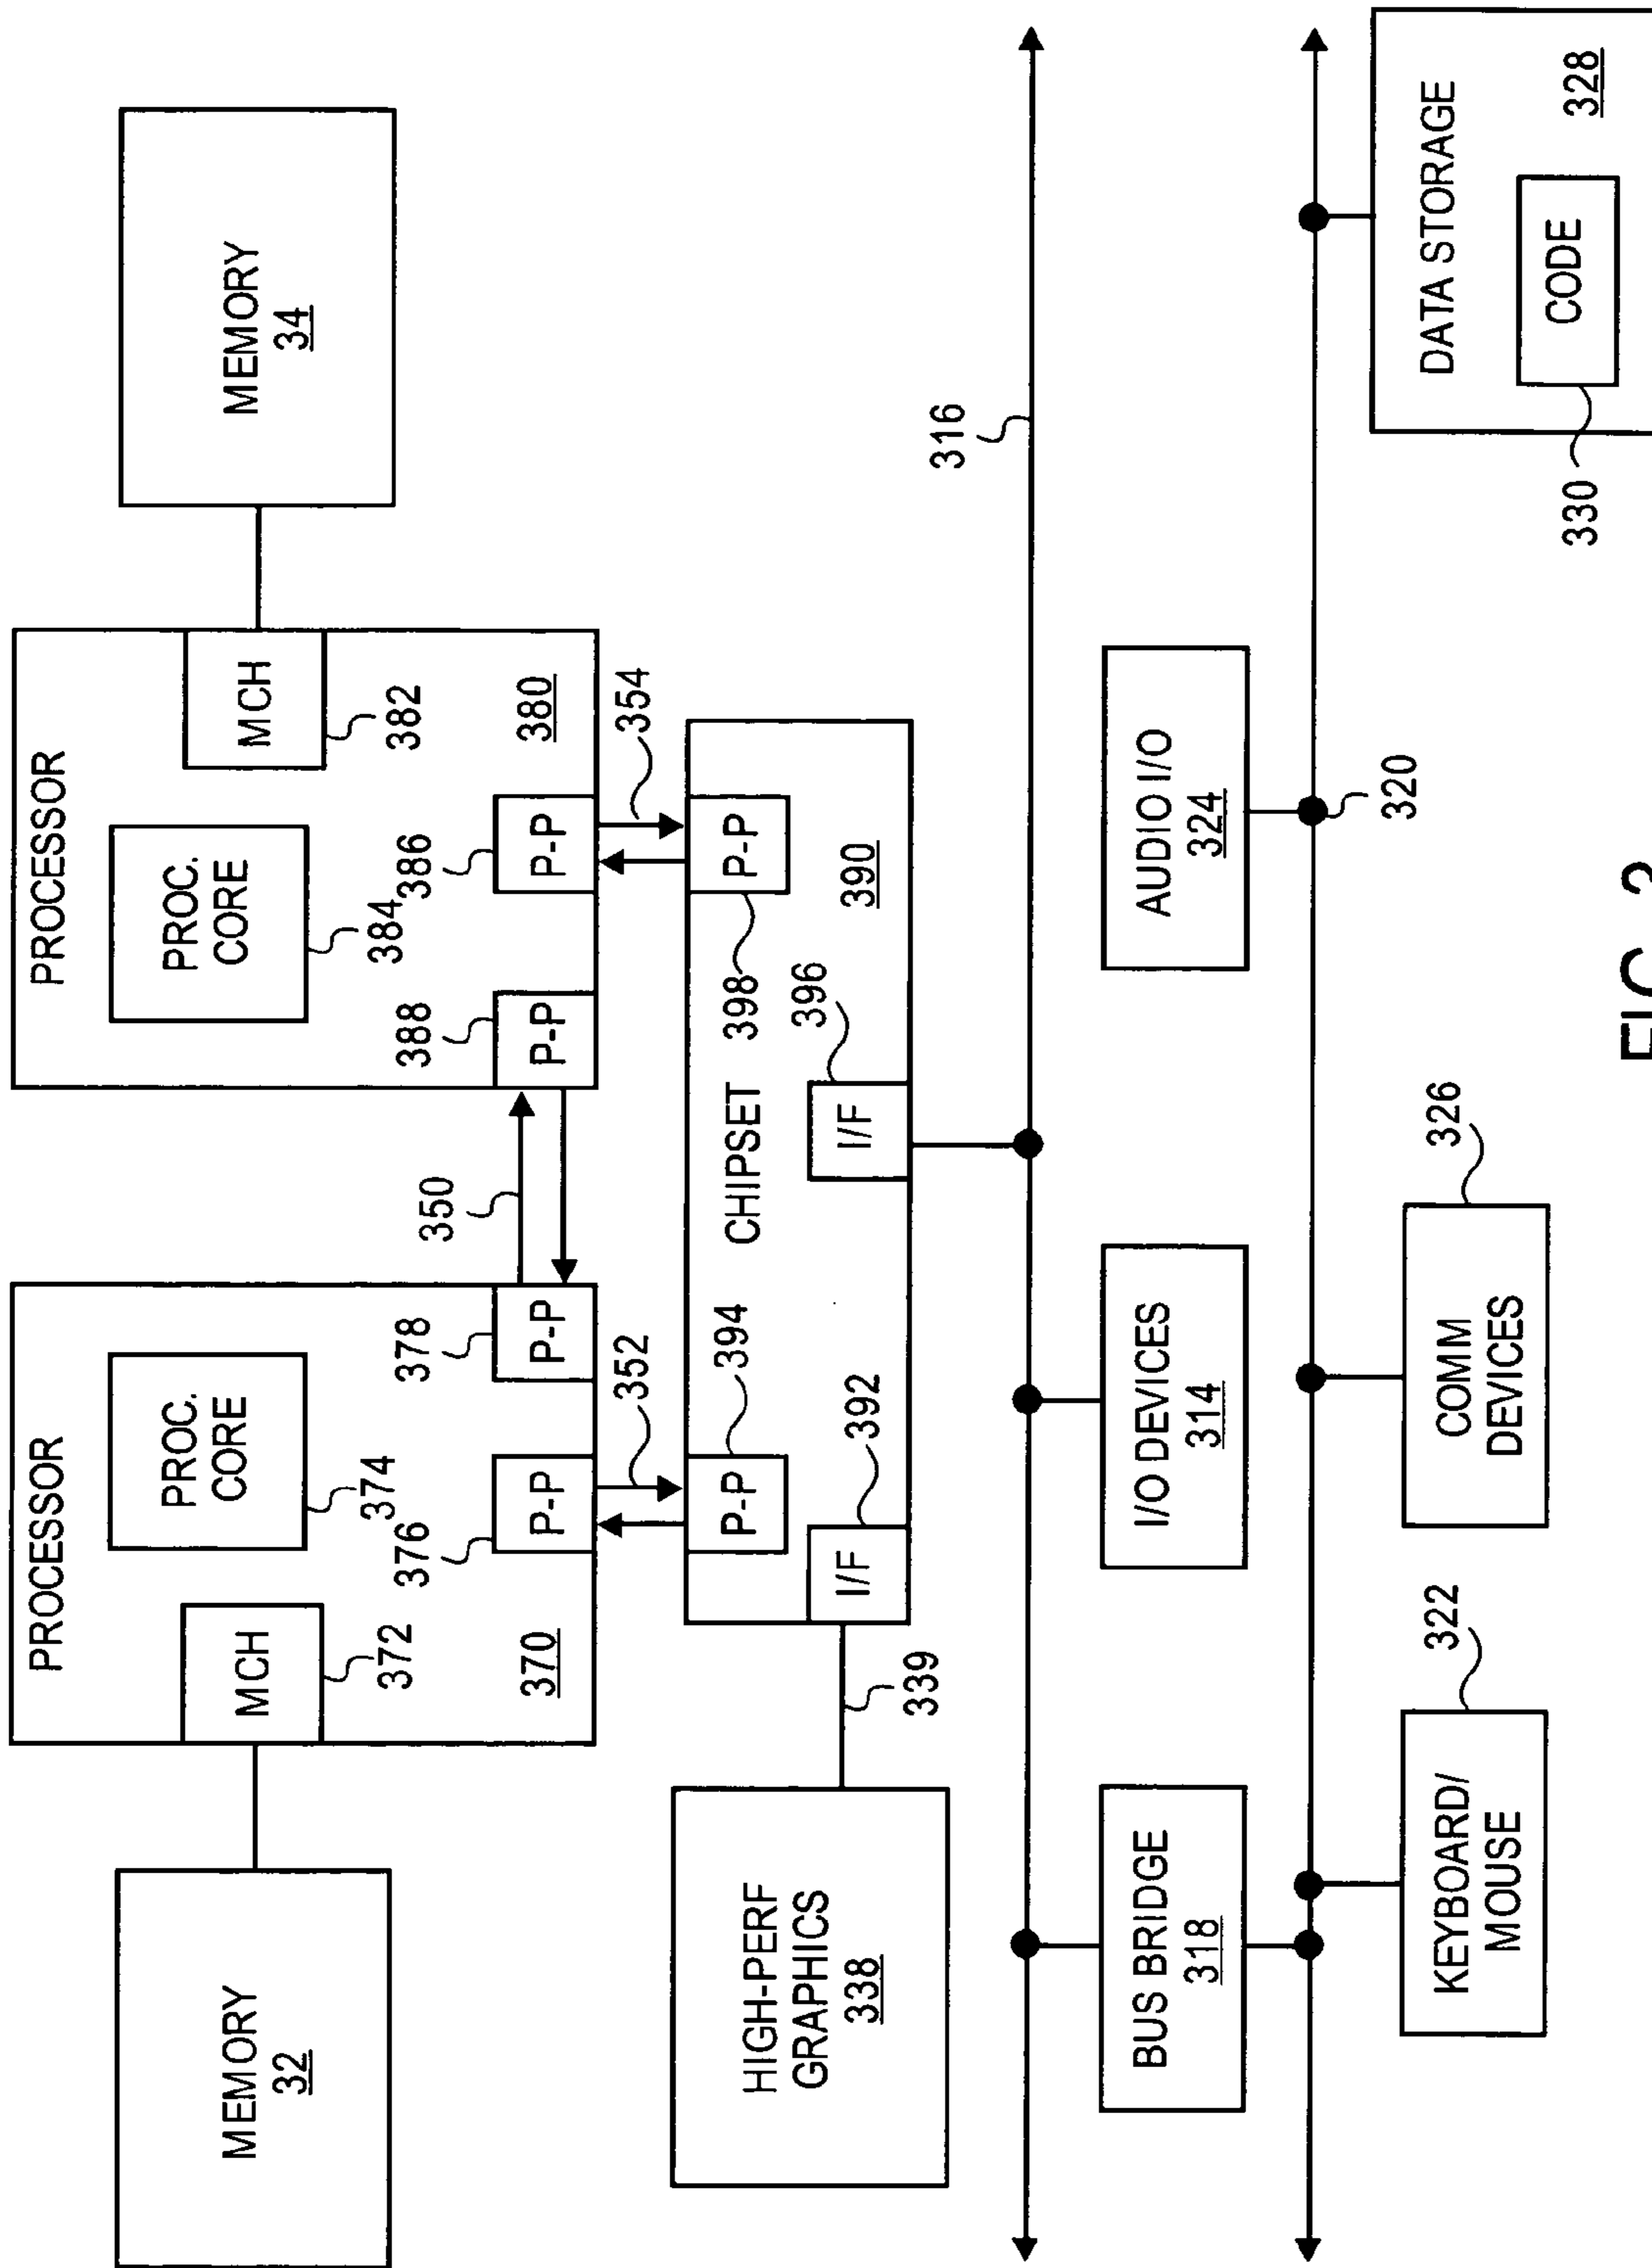 PROCESSOR
PROCESSOR
MCH
372
PROC.
CORE
374
376
P-P
378
P-P
370
350
388
P-P
PROC.
CORE
384
386
P-P
MCH
382
380
MEMORY
32
MEMORY
34
352
354
P-P
394
CHIPSET
398
P-P
390
I/F
392
I/F
396
HIGH-PERF
GRAPHICS
338
339
316
BUS BRIDGE
318
I/O DEVICES
314
AUDIO I/O
324
320
KEYBOARD/
MOUSE
322
COMM
DEVICES
326
DATA STORAGE
328
CODE
330
FIG.